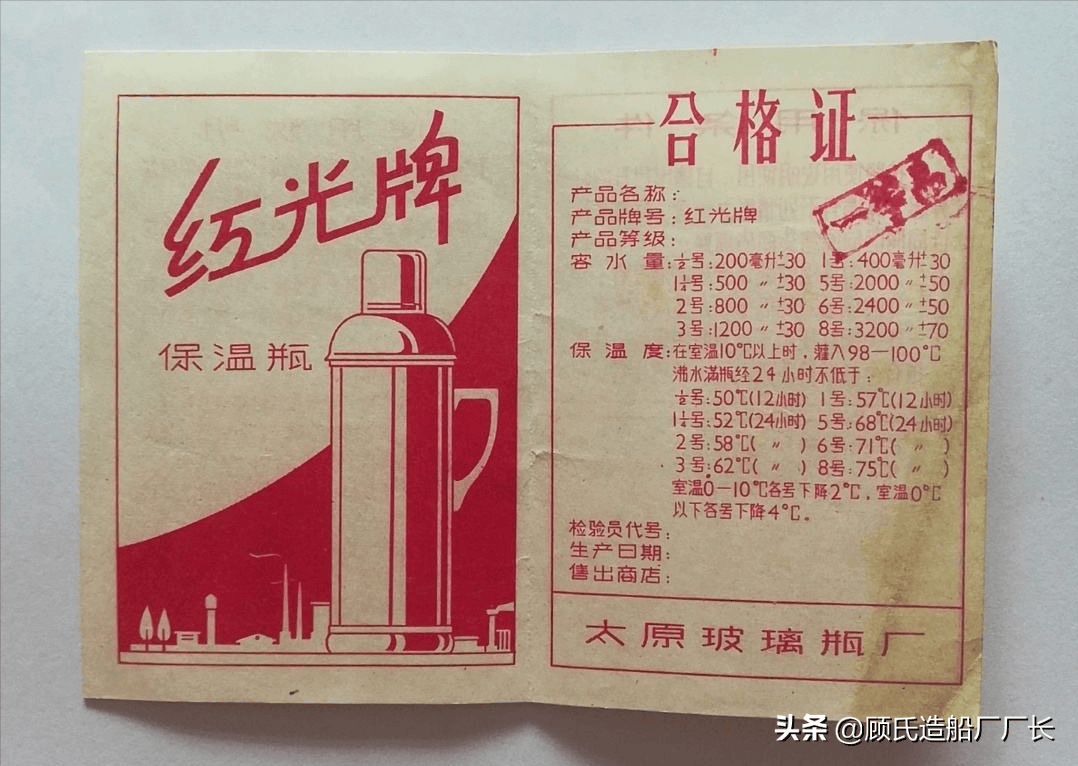 红光牌
保温瓶
合格证
一等品
产品名称：
产品牌号：红光牌
产品等级：
容水量：½号：200毫升±30 1号：400毫升±30
1¼号：500 〃 ±30 5号：2000 〃 ±50
2号：800 〃 ±30 6号：2400 〃 ±50
3号：1200 〃 ±30 8号：3200 〃 ±70
保温度：在室温10℃以上时，灌入98—100℃
沸水满瓶经24小时不低于：
½号：50℃(12小时) 1号：57℃(12小时)
1¼号：52℃(24小时) 5号：68℃(24小时)
2号：58℃( 〃 ) 6号：71℃( 〃 )
3号：62℃( 〃 ) 8号：75℃( 〃 )
室温0—10℃各号下降2℃，室温0℃
以下各号下降4℃。
检验员代号：
生产日期：
售出商店：
太原玻璃瓶厂
头条 @顾氏造船厂厂长